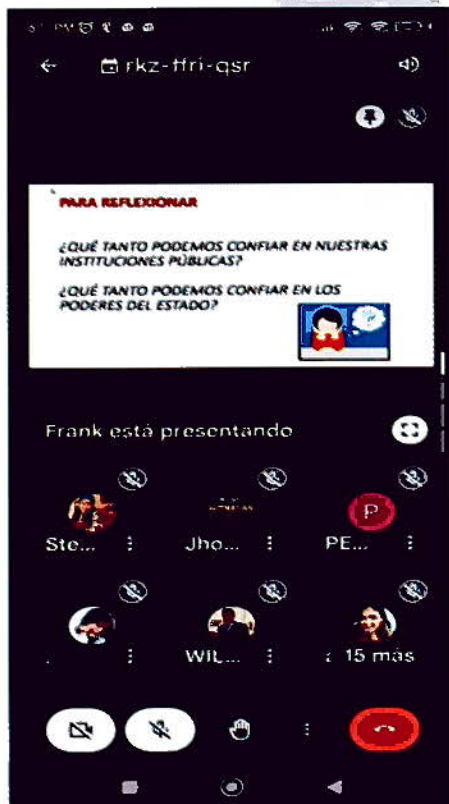 rkz-tfri-qsr
PARA REFLEXIONAR
¿QUÉ TANTO PODEMOS CONFIAR EN NUESTRAS
INSTITUCIONES PÚBLICAS?
¿QUÉ TANTO PODEMOS CONFIAR EN LOS
PODERES DEL ESTADO?
Frank está presentando
P
Ste... Jho... PE...
. WIL... 15 más